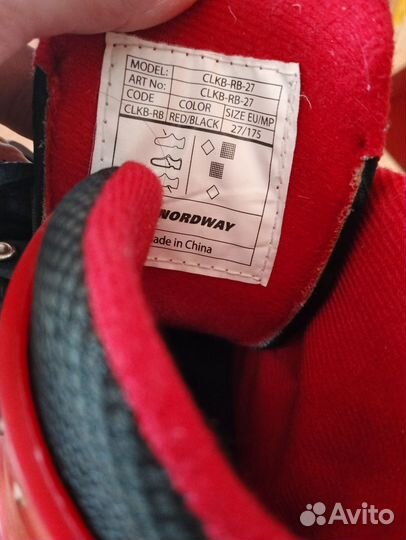 MODEL: CLKB-RB-27
ART No: CLKB-RB-27
CODE COLOR SIZE EU/MP
CLKB-RB RED/BLACK 27/175
NORDWAY
ade in China
Avito